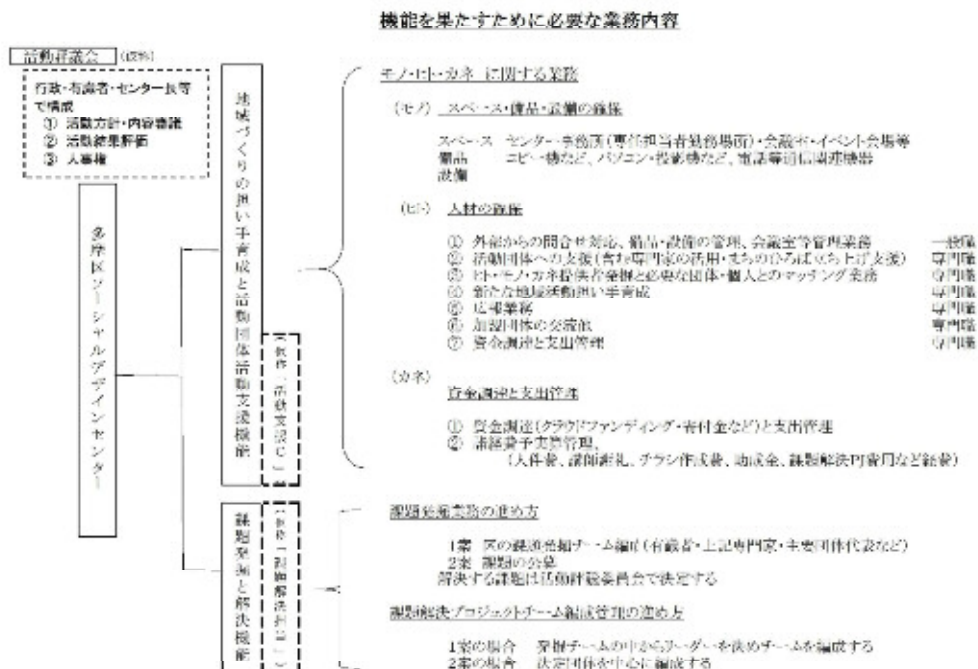 機能を果たすために必要な業務内容
活動評議会 (仮称)
行政・有識者・センター長等
で構成
① 活動方針・内容審議
② 活動結果評価
③ 人事権
多摩区ソーシャルデザインセンター
地域づくりの担い手育成と活動団体活動支援機能
【仮称「活動支援C」】
モノ・ヒト・カネ に関する業務
(モノ) スペース・備品・設備の確保
スペース センター事務所(専任担当者勤務場所)・会議室・イベント会場等
備品 コピー機など、パソコン・投影機など、電話等通信関連機器
設備
(ヒト) 人材の確保
① 外部からの問合せ対応、備品・設備の管理、会議室等管理業務 一般職
② 活動団体への支援(含む専門家の活用・まちのひろば立ち上げ支援) 専門職
③ ヒト・モノ・カネ提供者発掘と必要な団体・個人とのマッチング業務 専門職
④ 新たな地域活動担い手育成 専門職
⑤ 広報業務 専門職
⑥ 加盟団体の交流他 専門職
⑦ 資金調達と支出管理 専門職
(カネ)
資金調達と支出管理
① 資金調達(クラウドファンディング・寄付金など)と支出管理
② 諸経費予実算管理、
(人件費、講師謝礼、チラシ作成費、助成金、課題解決PJ費用など経費)
課題発掘と解決機能
【仮称「課題解決担当」】
課題発掘業務の進め方
1案 区の課題発掘チーム編成(有識者・上記専門家・主要団体代表など)
2案 課題の公募
解決する課題は活動評議委員会で決定する
課題解決プロジェクトチーム編成管理の進め方
1案の場合 発掘チームの中からリーダーを決めチームを編成する
2案の場合 決定団体を中心に編成する